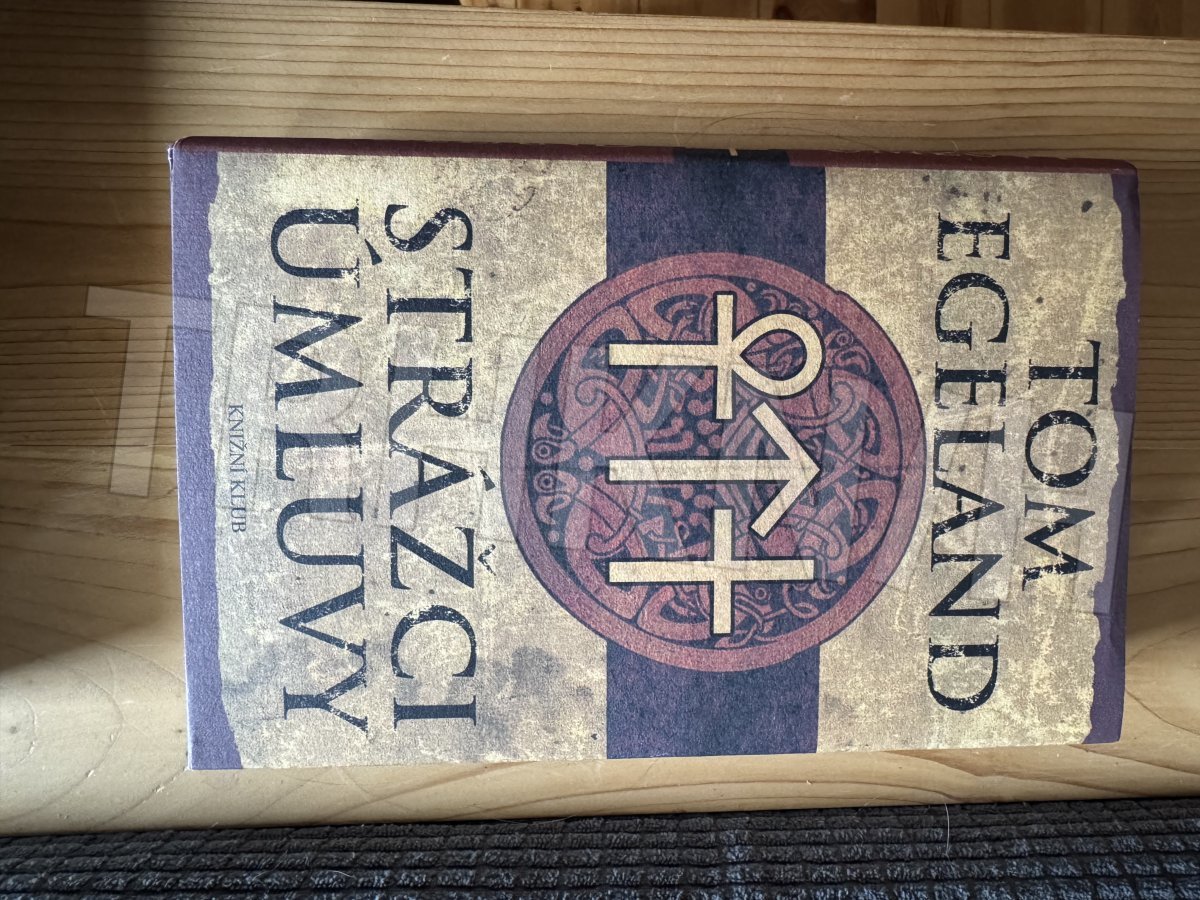 TOM
EGELAND
STRÁŽCI
ÚMLUVY
KNIŽNÍ KLUB